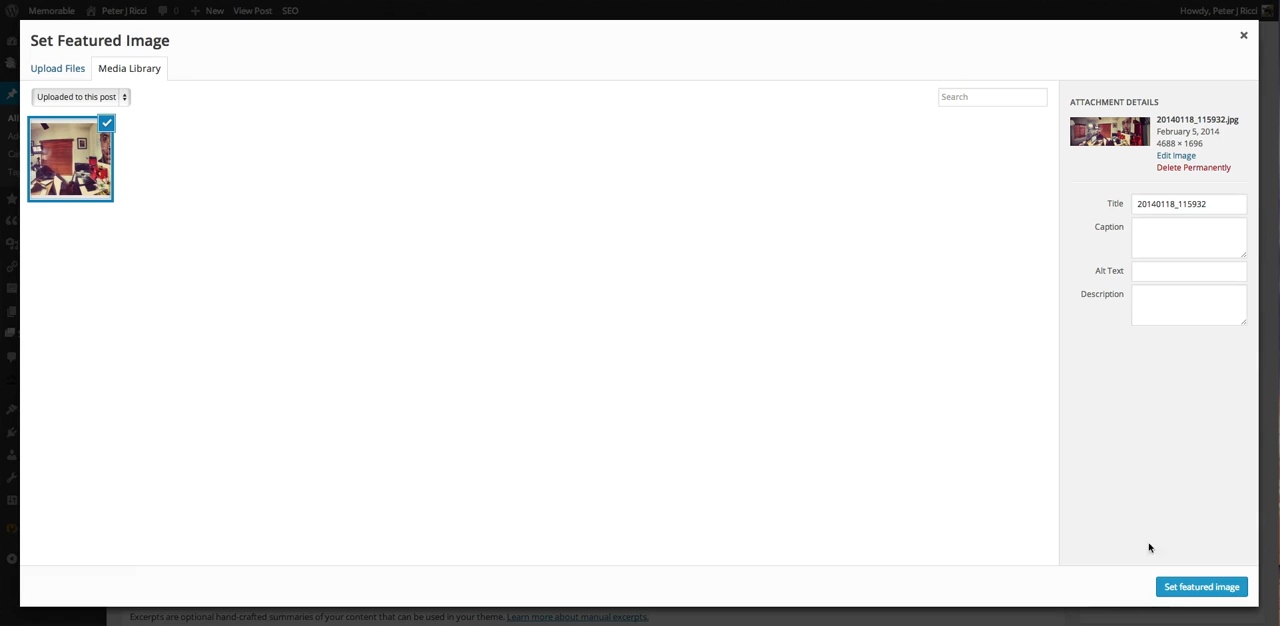 Memorable Peter J Ricci 0 New View Post SEO Howdy, Peter J Ricci
Set Featured Image
Upload Files Media Library
Uploaded to this post Search
ATTACHMENT DETAILS
20140118_115932.jpg
February 5, 2014
4688 × 1696
Edit Image
Delete Permanently
Title 20140118_115932
Caption
Alt Text
Description
Set featured image
Excerpts are optional hand-crafted summaries of your content that can be used in your theme. Learn more about manual excerpts.